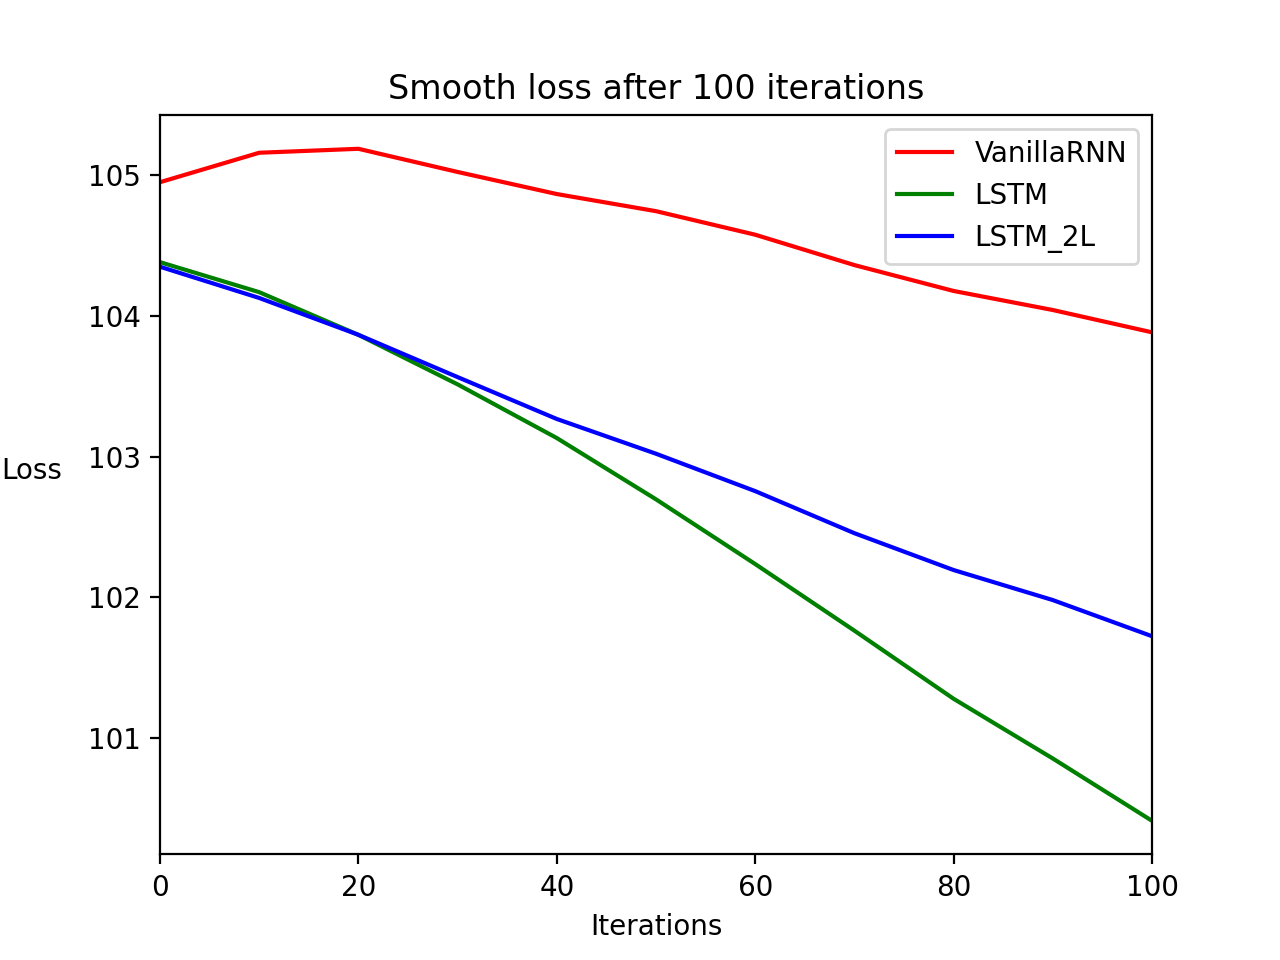 Smooth loss after 100 iterations
VanillaRNN
LSTM
LSTM_2L
105
104
103
102
101
Loss
0 20 40 60 80 100
Iterations